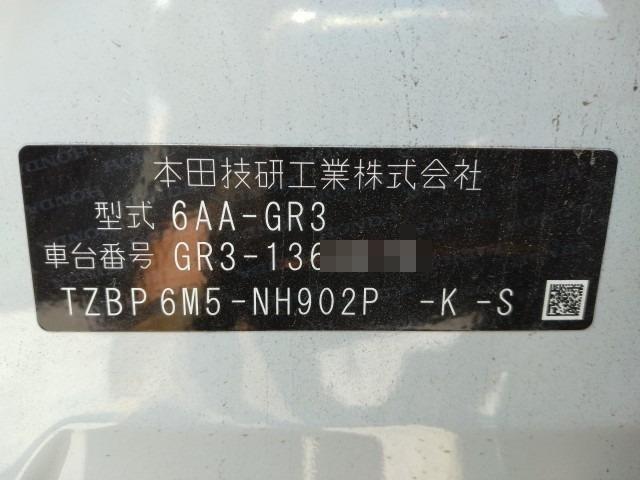 本田技研工業株式会社
型式 6AA-GR3
車台番号 GR3-136
TZBP 6M5-NH902P -K -S